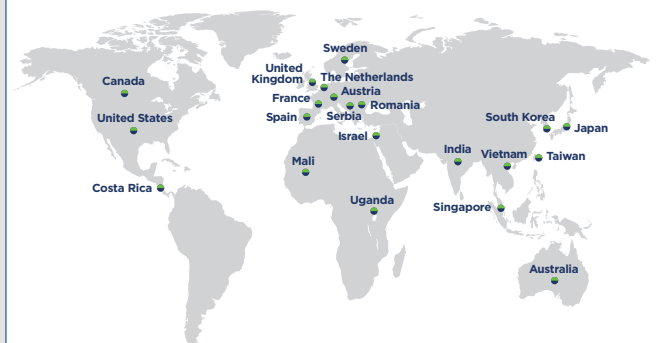 Sweden
United
Kingdom
The Netherlands
Canada
Austria
France
Romania
United States
Spain
Serbia
South Korea
Japan
Israel
India
Vietnam
Taiwan
Mali
Costa Rica
Uganda
Singapore
Australia